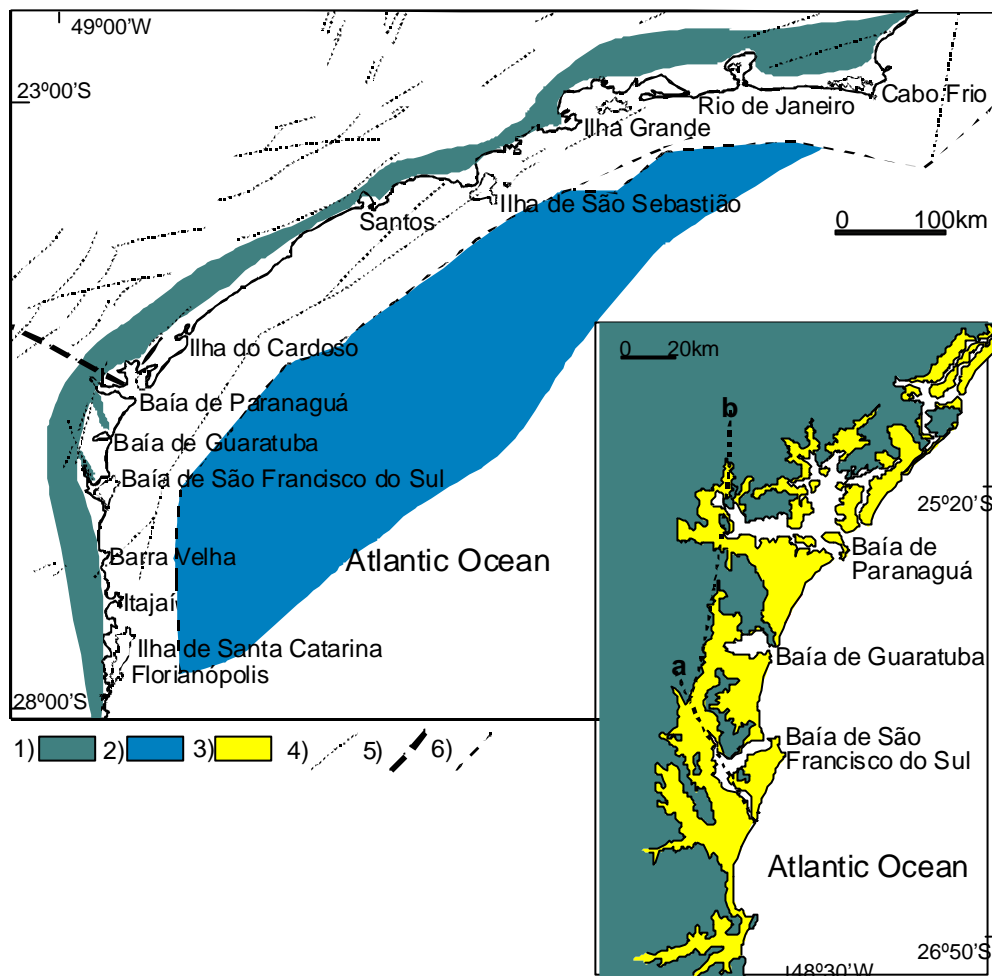 49º00'W
23º00'S
Rio de Janeiro
Cabo Frio
Ilha Grande
Santos
Ilha de São Sebastião
0 100km
Ilha do Cardoso
Baía de Paranaguá
Baía de Guaratuba
Baía de São Francisco do Sul
Barra Velha
Atlantic Ocean
Itajaí
Ilha de Santa Catarina
Florianopolis
28º00'S
1) 2) 3) 4) 5) 6)
0 20km
b
25º20'S
Baía de
Paranaguá
Baía de Guaratuba
a
Baía de São
Francisco do Sul
Atlantic Ocean
26º50'S
48º30'W